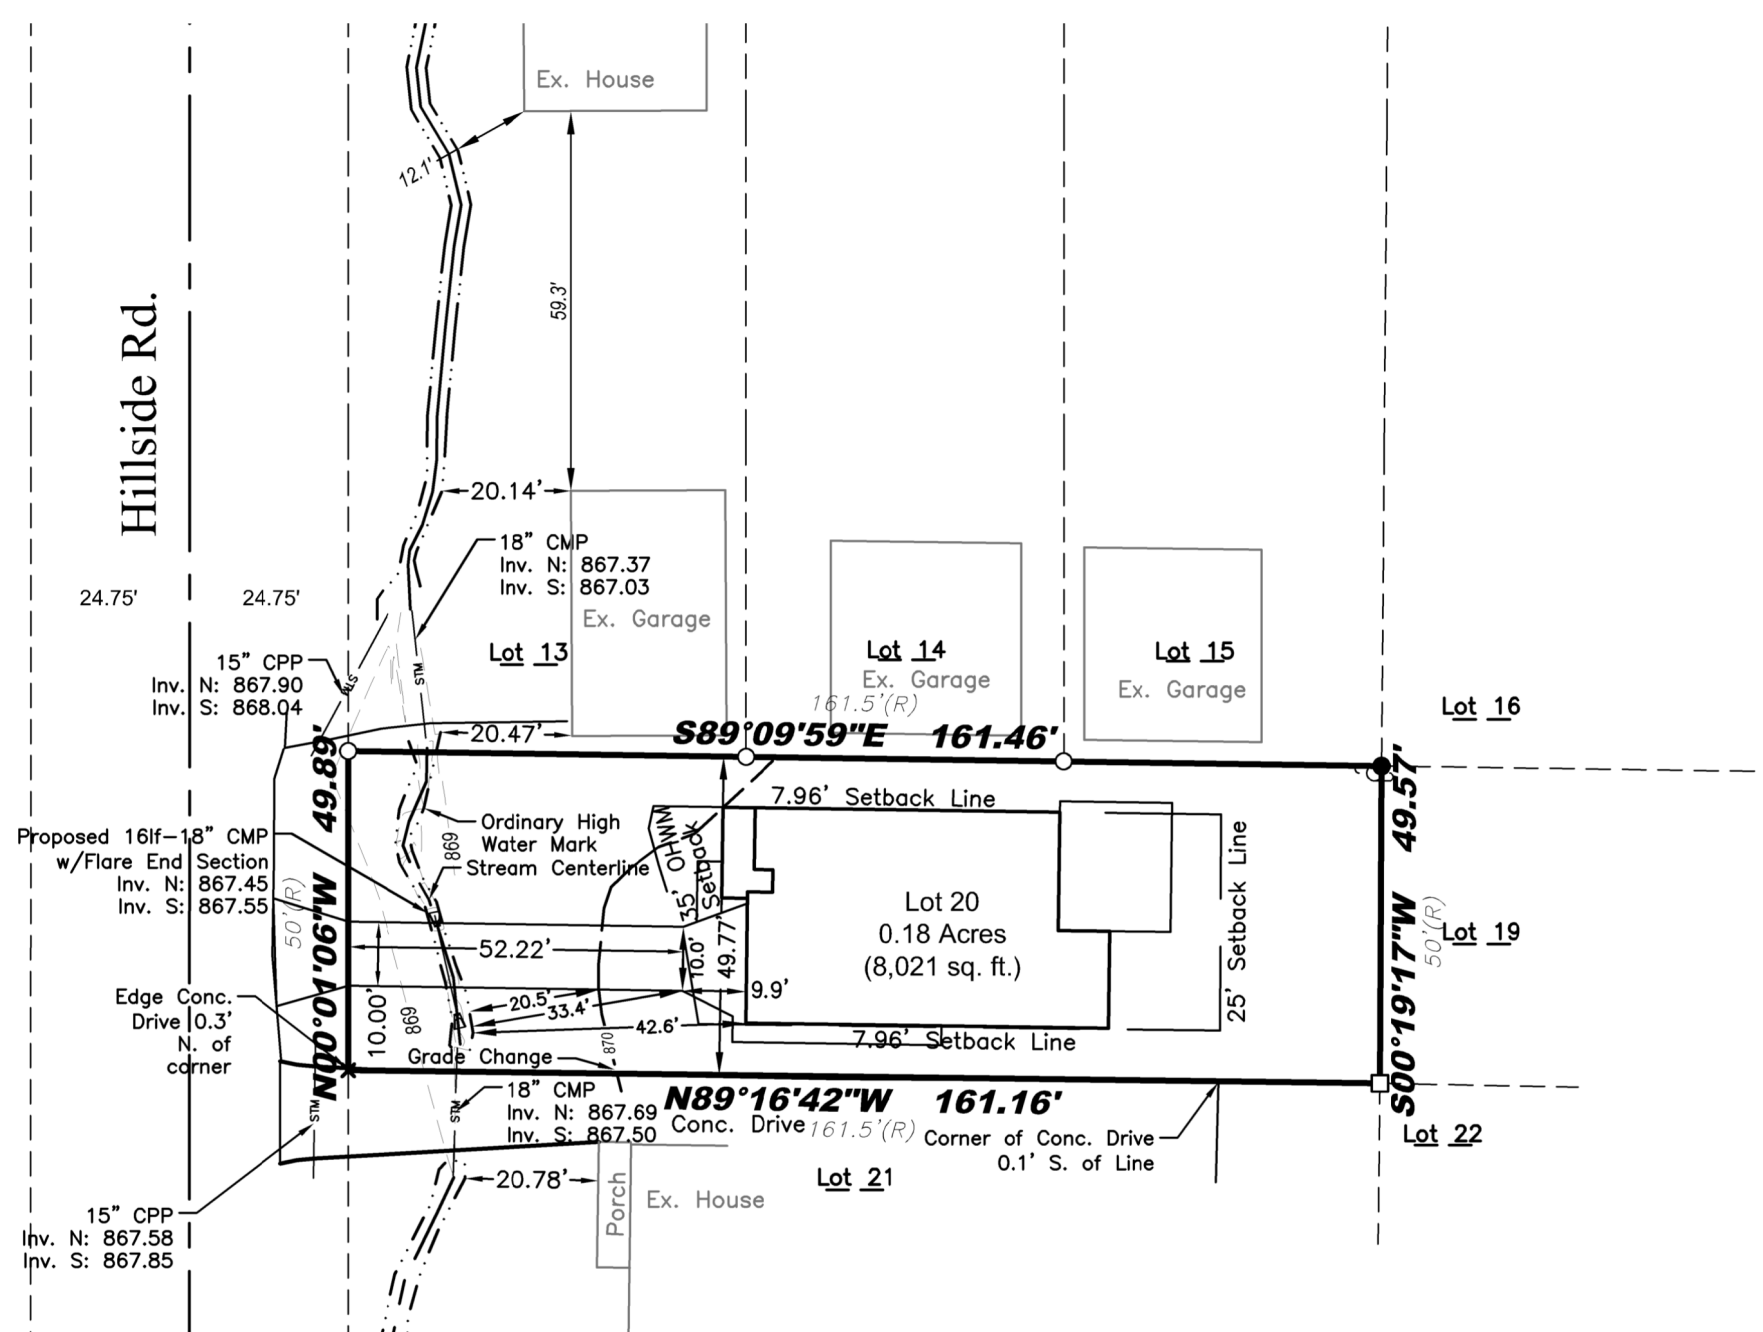 Ex. House
12.1'
59.3'
Hillside Rd.
20.14'
18" CMP
Inv. N: 867.37
Inv. S: 867.03
24.75'
24.75'
Ex. Garage
Lot 13
Lot 14
Ex. Garage
Lot 15
Ex. Garage
15" CPP
Inv. N: 867.90
Inv. S: 868.04
STM
STM
161.5'(R)
Lot 16
20.47'
S89°09'59"E 161.46'
N00°01'06"W 49.89'
S00°19'17"W 49.57'
7.96' Setback Line
Proposed 16lf-18" CMP
w/Flare End Section
Inv. N: 867.45
Inv. S: 867.55
Ordinary High
Water Mark
Stream Centerline
869
35' OHWM
Setback
50'(R)
Lot 20
0.18 Acres
(8,021 sq. ft.)
25' Setback Line
50'(R)
Lot 19
52.22'
10.0'
49.77'
9.9'
10.00'
869
20.5'
33.4'
42.6'
Edge Conc.
Drive 0.3'
N. of
corner
870
Grade Change
7.96' Setback Line
STM
STM
18" CMP
Inv. N: 867.69
Inv. S: 867.50
N89°16'42"W 161.16'
Conc. Drive
161.5'(R)
Corner of Conc. Drive
0.1' S. of Line
Lot 22
20.78'
Porch
Ex. House
Lot 21
15" CPP
Inv. N: 867.58
Inv. S: 867.85